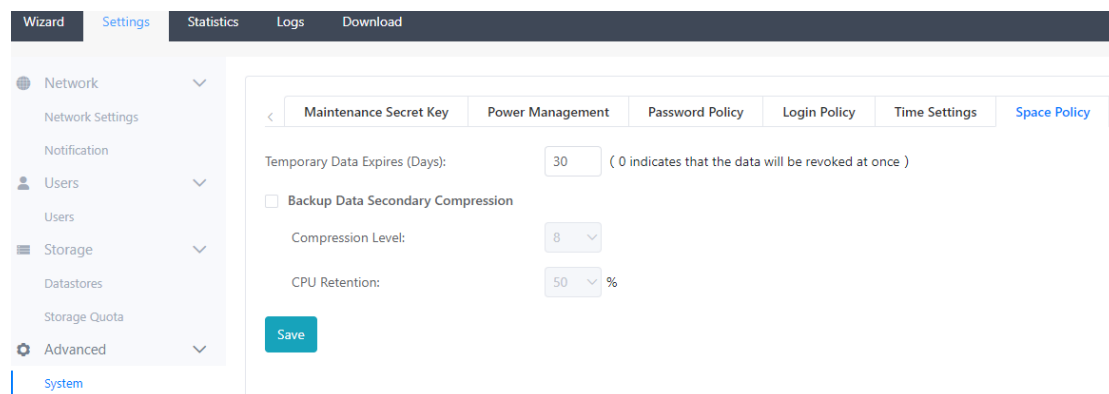 Wizard Settings Statistics Logs Download
Network
Network Settings
Notification
Users
Users
Storage
Datastores
Storage Quota
Advanced
System
Maintenance Secret Key Power Management Password Policy Login Policy Time Settings Space Policy
Temporary Data Expires (Days): 30 ( 0 indicates that the data will be revoked at once )
Backup Data Secondary Compression
Compression Level: 8
CPU Retention: 50 %
Save